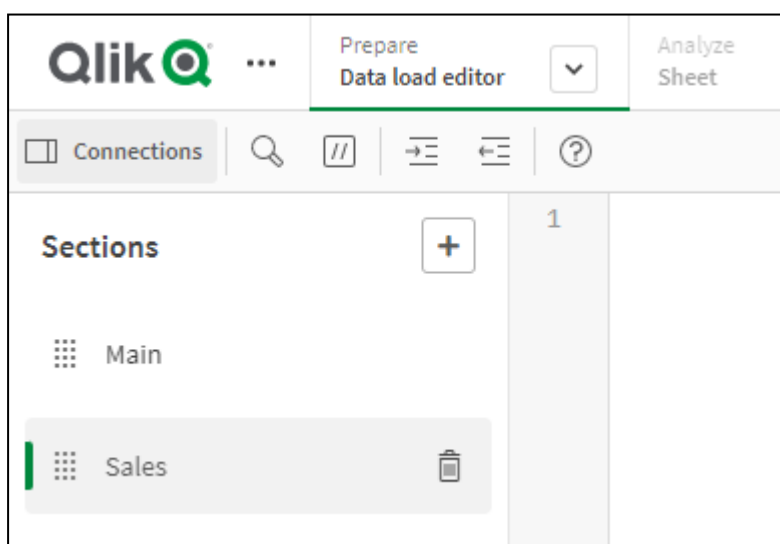 Qlik
Prepare
Data load editor
Analyze
Sheet
Connections
//
Sections
1
Main
Sales